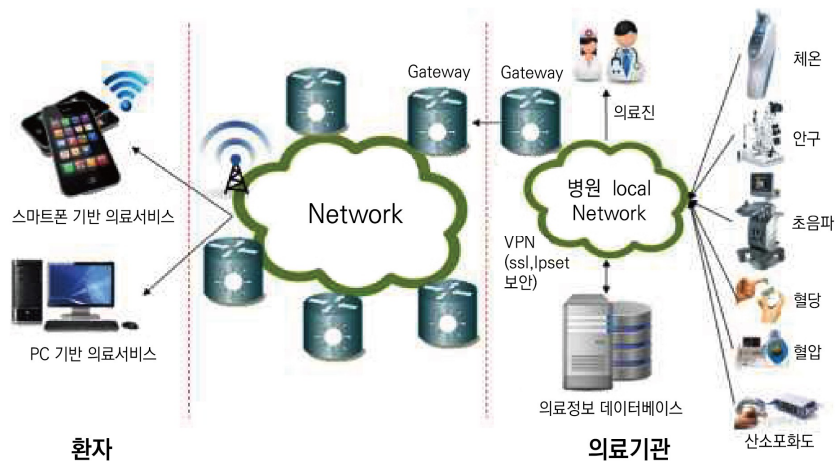 Gateway
Gateway
체온
의료진
안구
스마트폰 기반 의료서비스
Network
병원 local
Network
초음파
VPN
(ssl,lpset
보안)
혈당
PC 기반 의료서비스
혈압
의료정보 데이터베이스
산소포화도
환자
의료기관